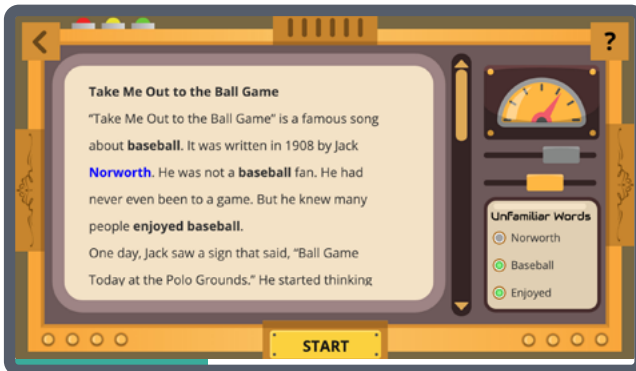 ?
Take Me Out to the Ball Game
“Take Me Out to the Ball Game” is a famous song
about baseball. It was written in 1908 by Jack
Norworth. He was not a baseball fan. He had
never even been to a game. But he knew many
people enjoyed baseball.
One day, Jack saw a sign that said, “Ball Game
Today at the Polo Grounds.” He started thinking
Unfamiliar Words
Norworth
Baseball
Enjoyed
START